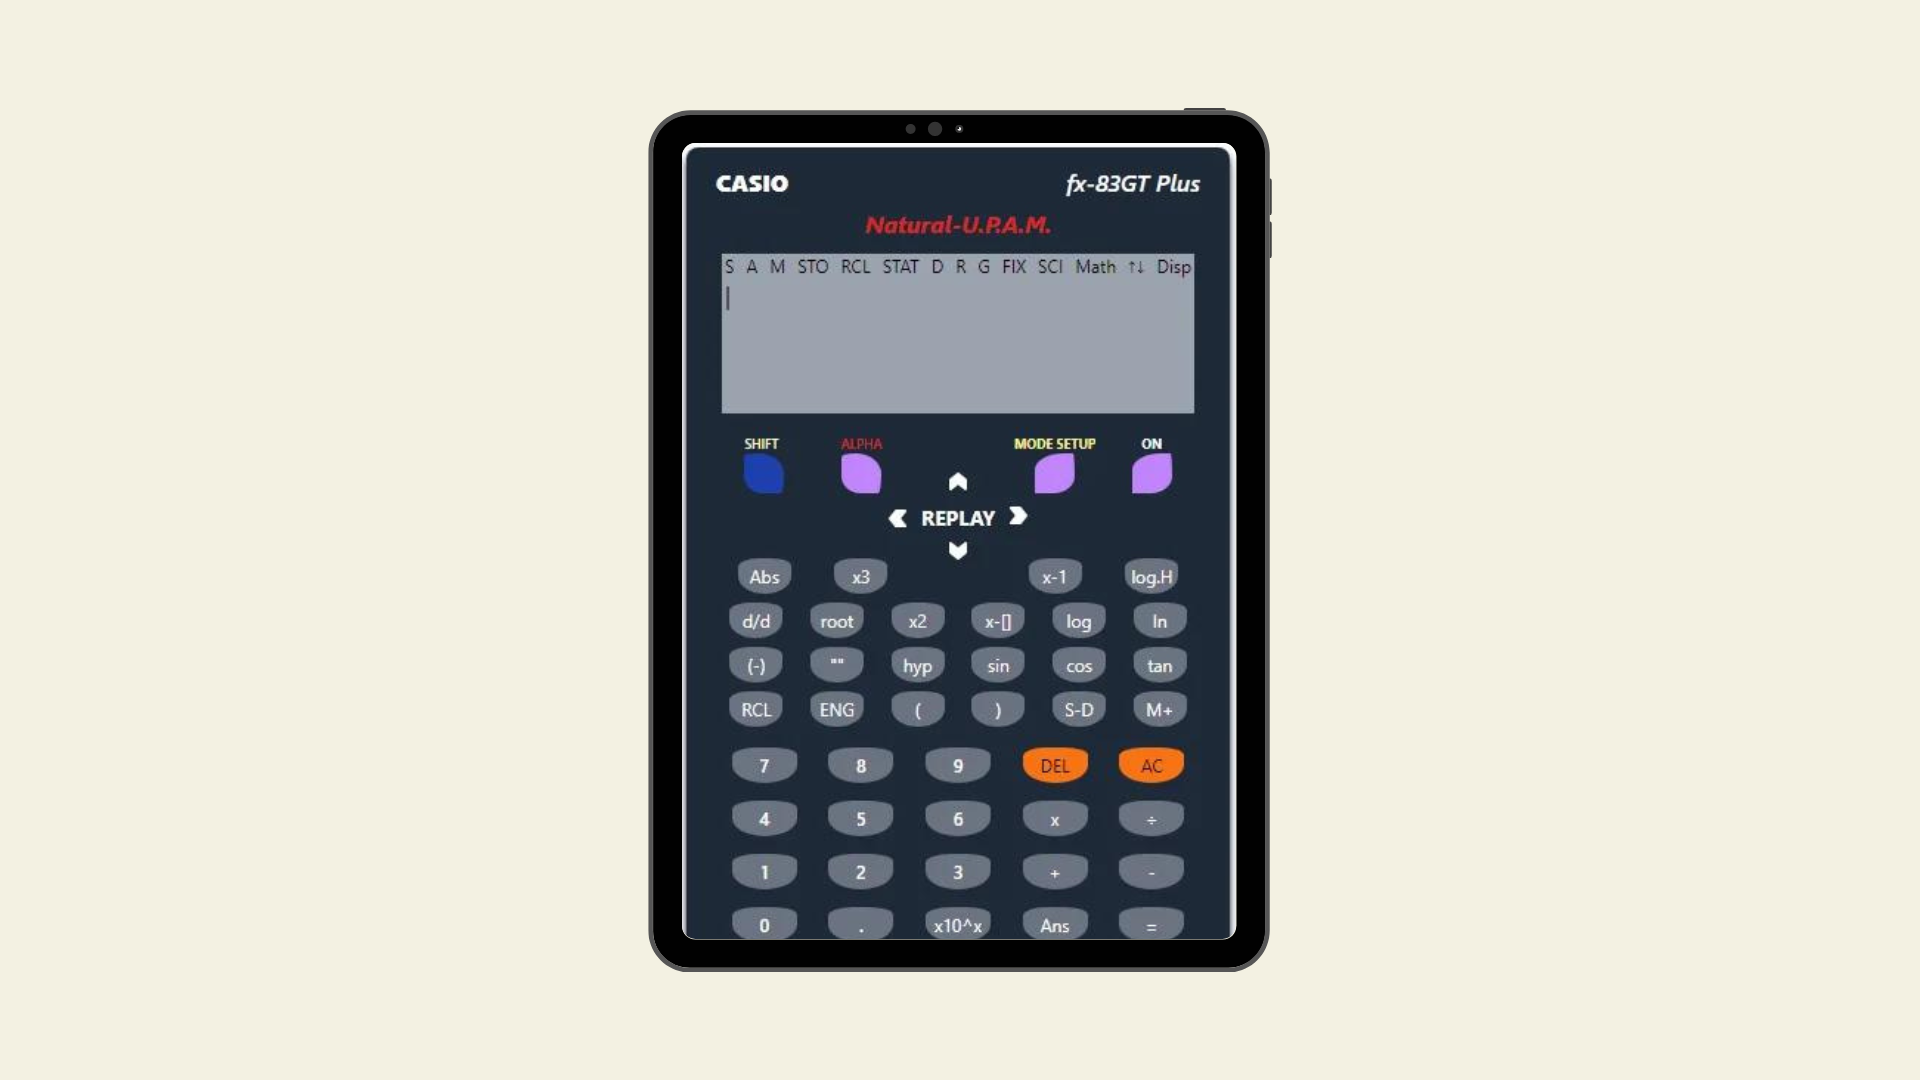 CASIO fx-83GT Plus
Natural-U.P.A.M.
S A M STO RCL STAT D R G FIX SCI Math ↑↓ Disp
SHIFT ALPHA MODE SETUP ON
REPLAY
Abs x3 x-1 log.H
d/d root x2 x-[] log ln
(-) "" hyp sin cos tan
RCL ENG ( ) S-D M+
7 8 9 DEL AC
4 5 6 x ÷
1 2 3 + -
0 . x10^x Ans =